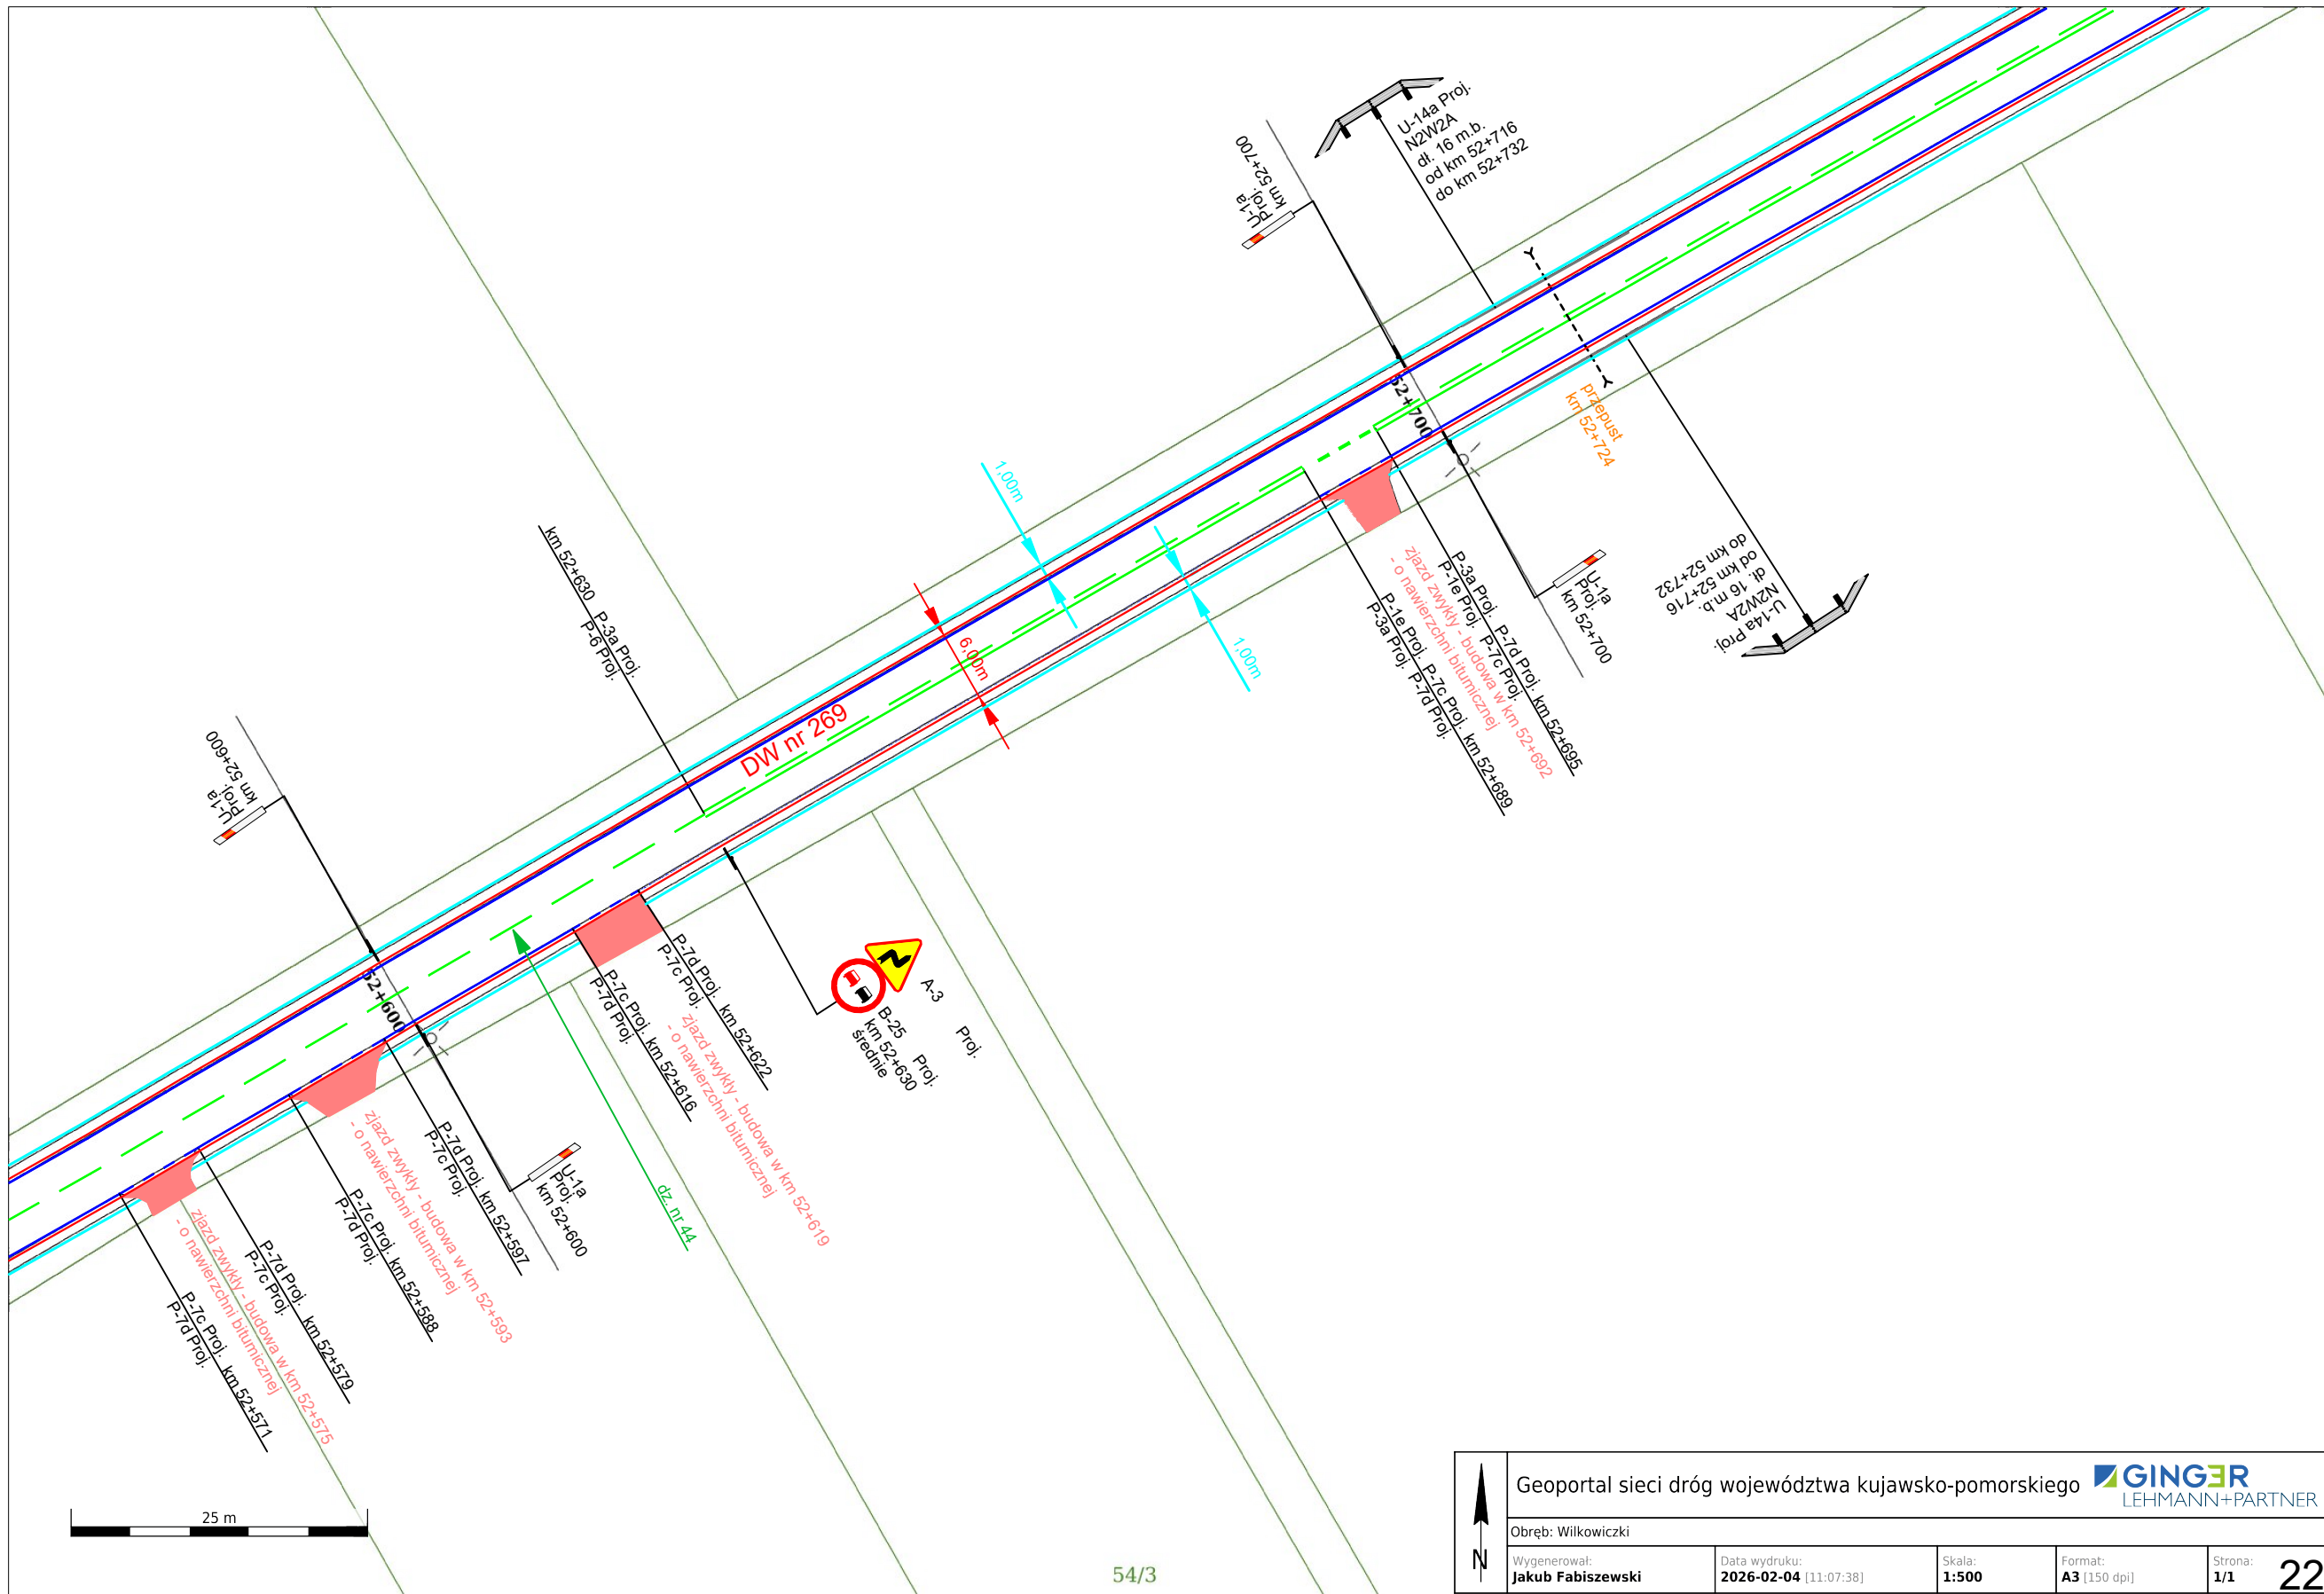 U-14a Proj.
N2W2A
dł. 16 m.b.
od km 52+716
do km 52+732
U-1a
Proj.
km 52+700
52+700
przepust
km 52+724
1,00m
1,00m
6,00m
km 52+630 P-3a Proj.
P-6 Proj.
DW nr 269
U-1a
Proj.
km 52+700
U-14a Proj.
N2W2A
dł. 16 m.b.
od km 52+716
do km 52+732
P-3a Proj. P-7d Proj. km 52+695
P-1e Proj. P-7c Proj.
zjazd zwykły - budowa w km 52+692
- o nawierzchni bitumicznej
P-1e Proj. P-7c Proj. km 52+689
P-3a Proj. P-7d Proj.
U-1a
Proj.
km 52+600
52+600
A-3 Proj.
B-25 Proj.
km 52+630
średnie
P-7d Proj. km 52+622
P-7c Proj.
zjazd zwykły - budowa w km 52+619
- o nawierzchni bitumicznej
P-7c Proj. km 52+616
P-7d Proj.
dz. nr 44
U-1a
Proj.
km 52+600
P-7d Proj. km 52+597
P-7c Proj.
zjazd zwykły - budowa w km 52+593
- o nawierzchni bitumicznej
P-7c Proj. km 52+588
P-7d Proj.
P-7d Proj. km 52+579
P-7c Proj.
zjazd zwykły - budowa w km 52+575
- o nawierzchni bitumicznej
P-7c Proj. km 52+571
P-7d Proj.
25 m
54/3
N
Geoportal sieci dróg województwa kujawsko-pomorskiego
GINGER
LEHMANN+PARTNER
Obręb: Wilkowiczki
Wygenerował:
Jakub Fabiszewski
Data wydruku:
2026-02-04 [11:07:38]
Skala:
1:500
Format:
A3 [150 dpi]
Strona:
1/1
22